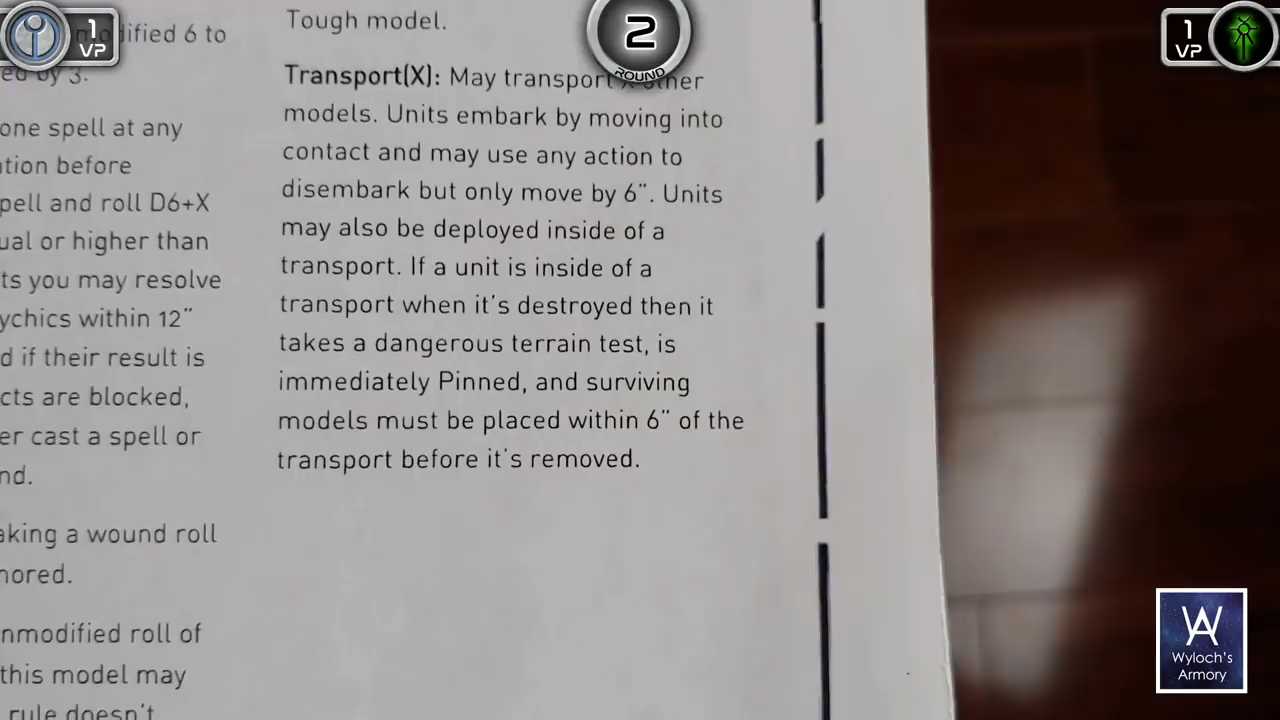 1
VP
2
ROUND
1
VP
dified 6 to
ed by 3.
one spell at any
ation before
pell and roll D6+X
ual or higher than
ts you may resolve
ychics within 12”
d if their result is
cts are blocked,
er cast a spell or
nd.
aking a wound roll
nored.
nmodified roll of
this model may
rule doesn't
Tough model.
Transport(X): May transport X other
models. Units embark by moving into
contact and may use any action to
disembark but only move by 6”. Units
may also be deployed inside of a
transport. If a unit is inside of a
transport when it's destroyed then it
takes a dangerous terrain test, is
immediately Pinned, and surviving
models must be placed within 6” of the
transport before it's removed.
WA
Wyloch's
Armory